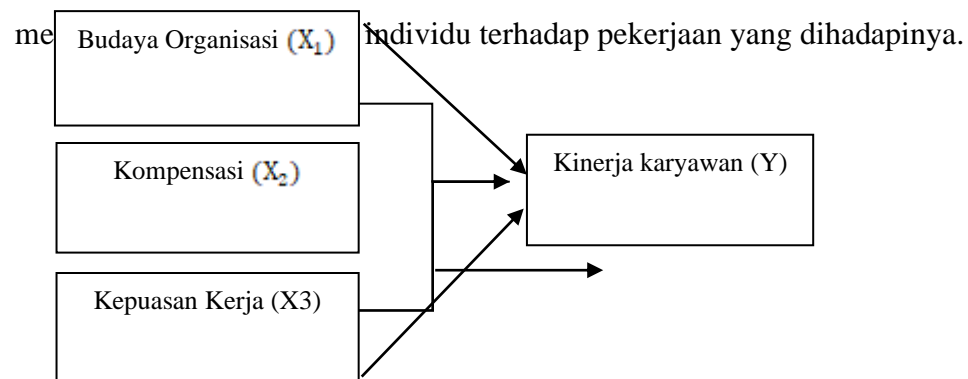 me individu terhadap pekerjaan yang dihadapinya.
Budaya Organisasi (X₁)
Kompensasi (X₂)
Kinerja karyawan (Y)
Kepuasan Kerja (X3)